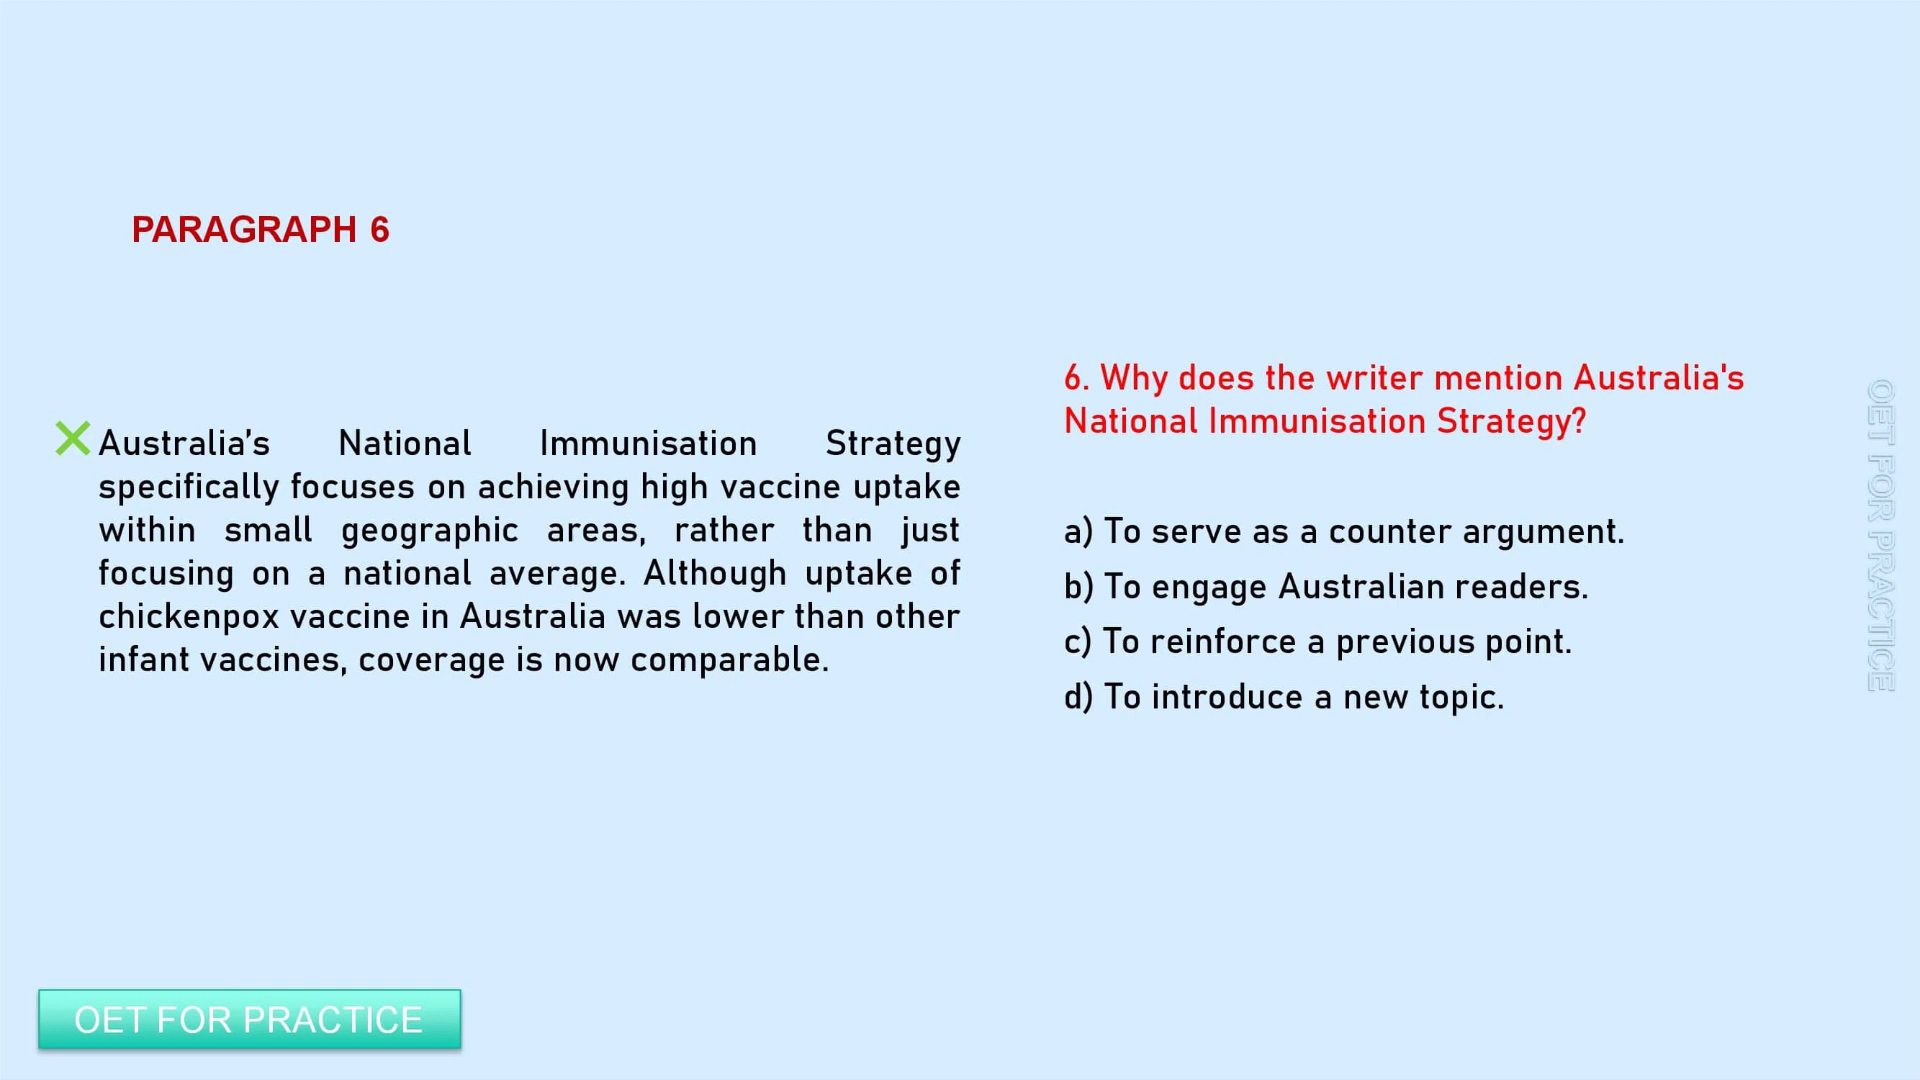 PARAGRAPH 6
Australia’s National Immunisation Strategy
specifically focuses on achieving high vaccine uptake
within small geographic areas, rather than just
focusing on a national average. Although uptake of
chickenpox vaccine in Australia was lower than other
infant vaccines, coverage is now comparable.
6. Why does the writer mention Australia's
National Immunisation Strategy?
a) To serve as a counter argument.
b) To engage Australian readers.
c) To reinforce a previous point.
d) To introduce a new topic.
OET FOR PRACTICE
OET FOR PRACTICE